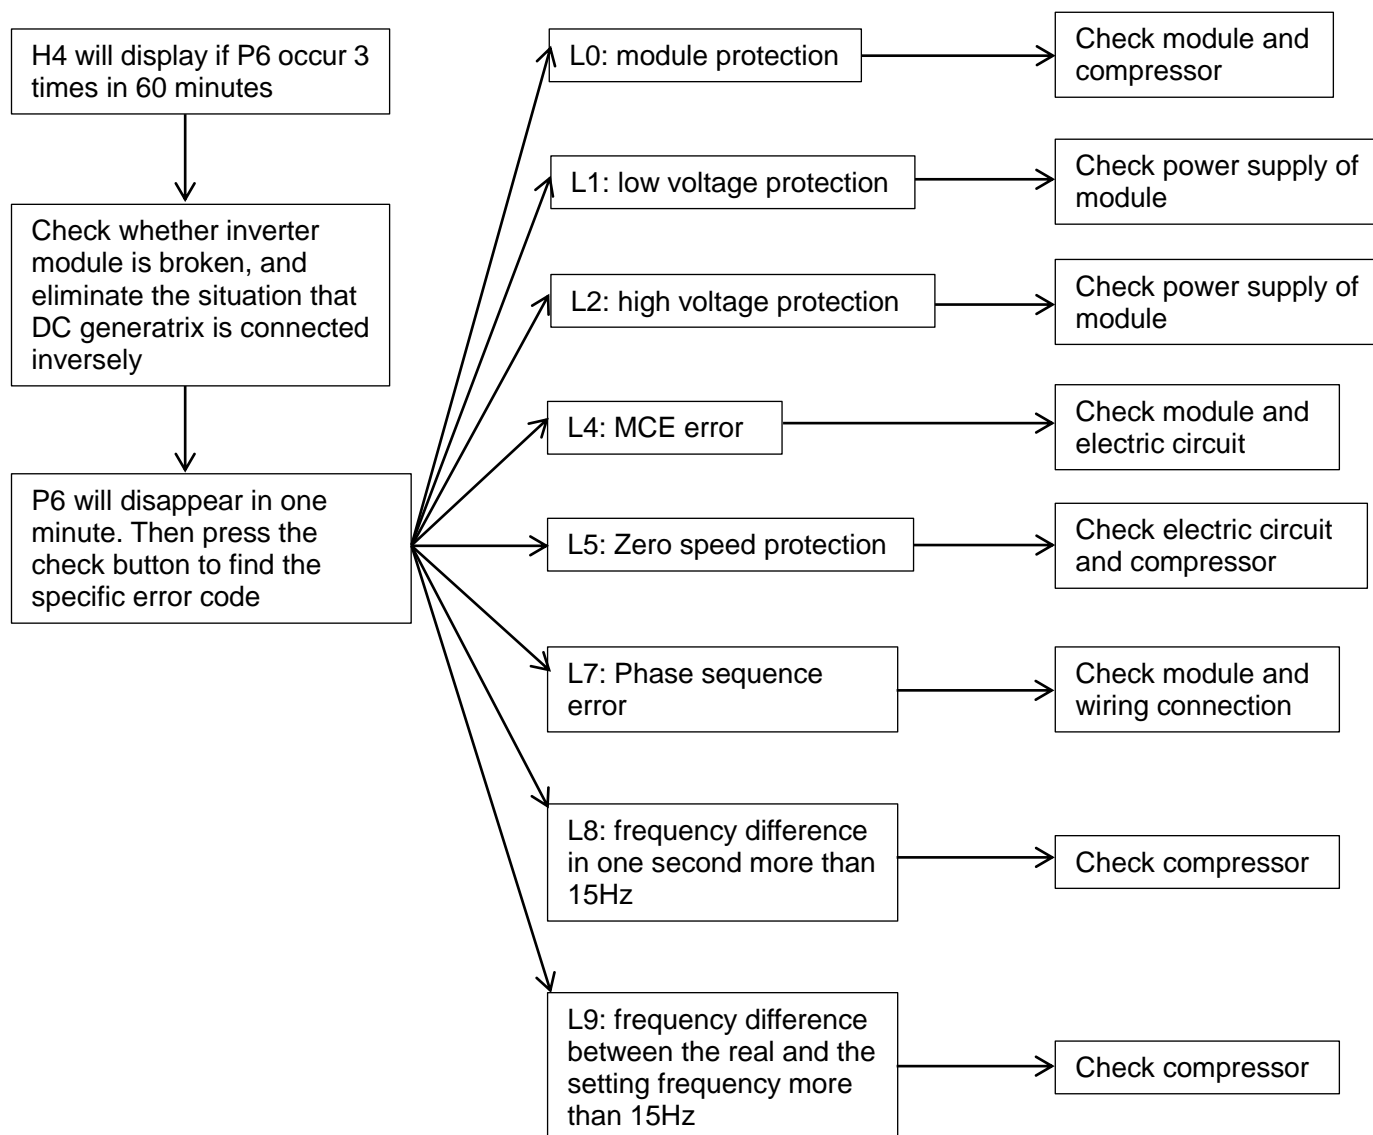 H4 will display if P6 occur 3
times in 60 minutes
Check whether inverter
module is broken, and
eliminate the situation that
DC generatrix is connected
inversely
P6 will disappear in one
minute. Then press the
check button to find the
specific error code
L0: module protection
Check module and
compressor
L1: low voltage protection
Check power supply of
module
L2: high voltage protection
Check power supply of
module
L4: MCE error
Check module and
electric circuit
L5: Zero speed protection
Check electric circuit
and compressor
L7: Phase sequence
error
Check module and
wiring connection
L8: frequency difference
in one second more than
15Hz
Check compressor
L9: frequency difference
between the real and the
setting frequency more
than 15Hz
Check compressor